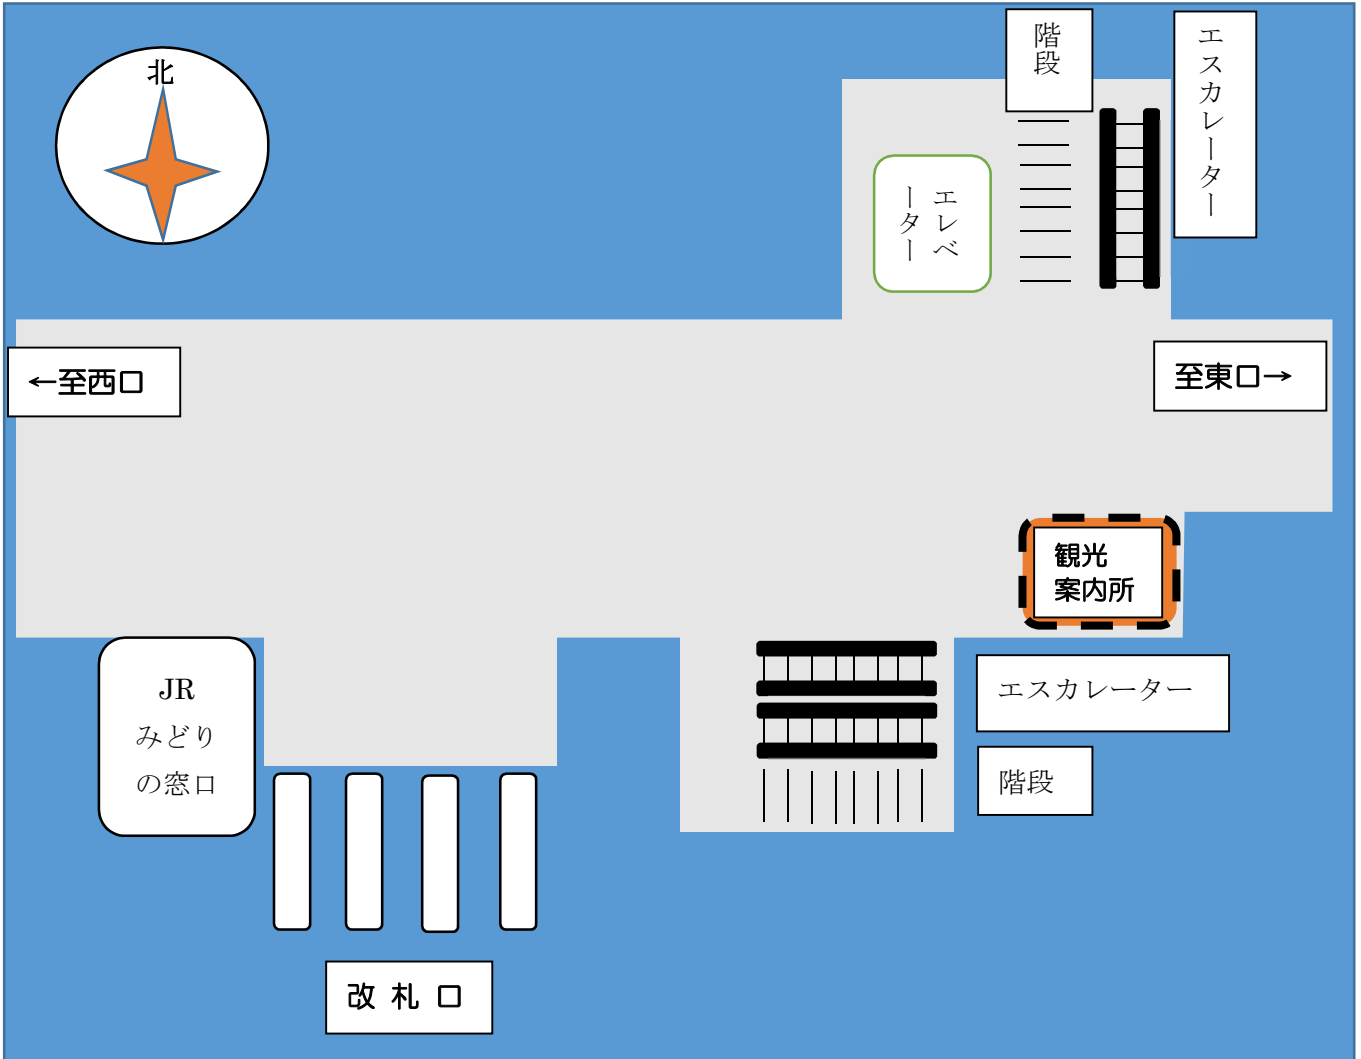 北
階段
エスカレーター
エレベ
ーター
←至西口
至東口→
観光
案内所
JR
みどり
の窓口
エスカレーター
階段
改札口